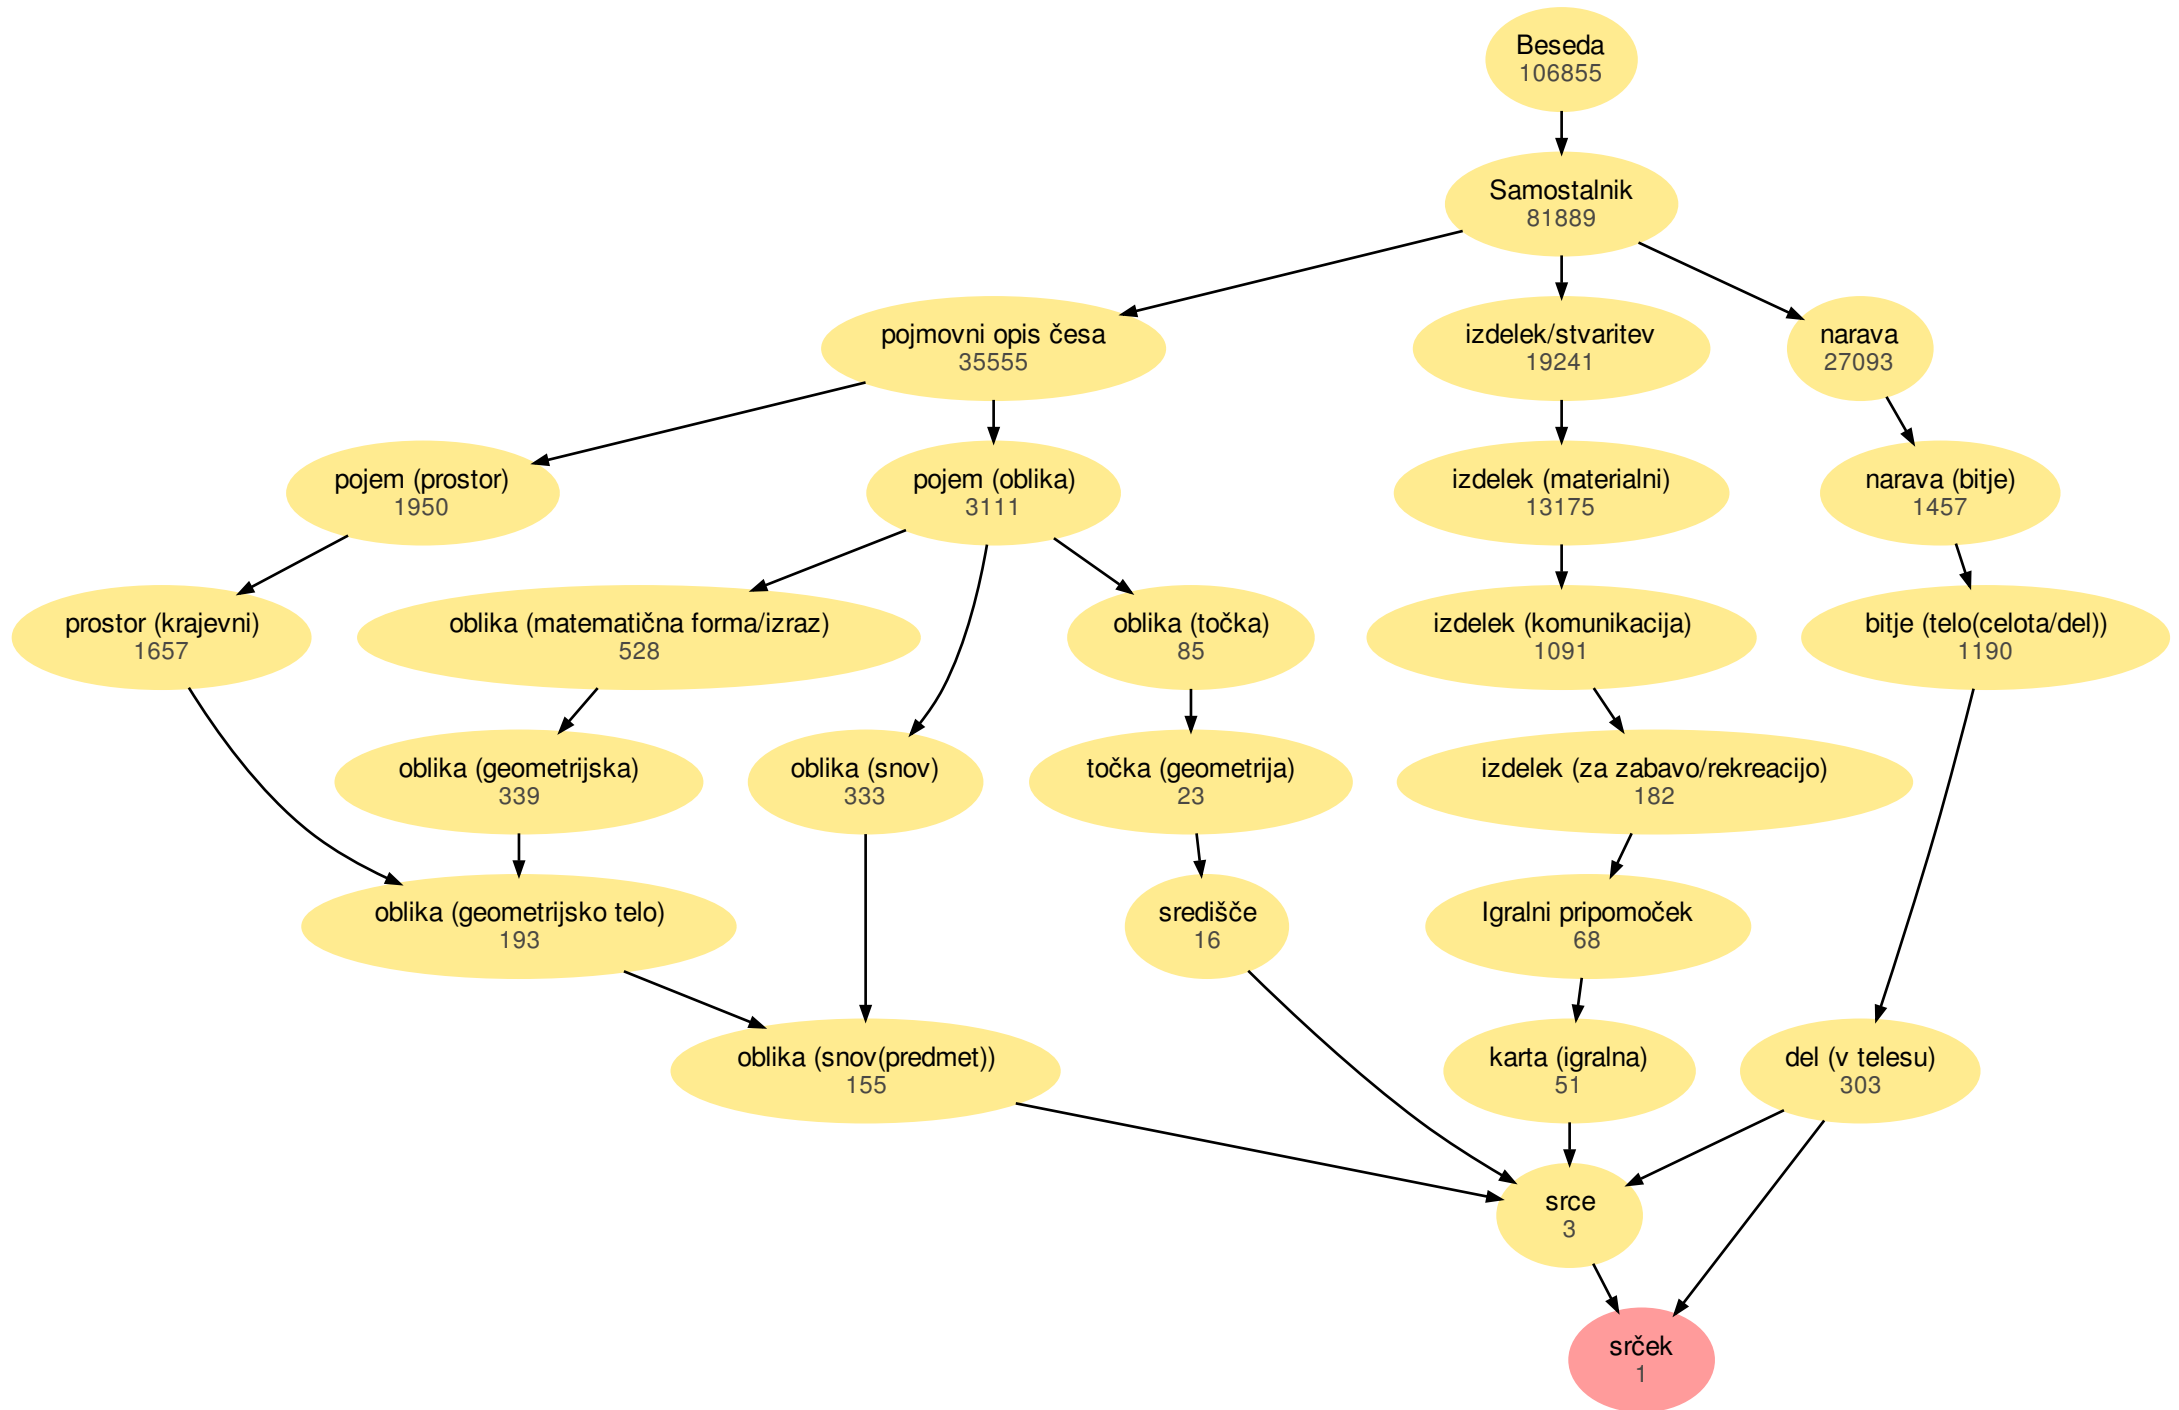 Beseda
106855
Samostalnik
81889
pojmovni opis česa
35555
izdelek/stvaritev
19241
narava
27093
pojem (prostor)
1950
pojem (oblika)
3111
izdelek (materialni)
13175
narava (bitje)
1457
prostor (krajevni)
1657
oblika (matematična forma/izraz)
528
oblika (točka)
85
izdelek (komunikacija)
1091
bitje (telo(celota/del))
1190
oblika (geometrijska)
339
oblika (snov)
333
točka (geometrija)
23
izdelek (za zabavo/rekreacijo)
182
oblika (geometrijsko telo)
193
središče
16
Igralni pripomoček
68
oblika (snov(predmet))
155
karta (igralna)
51
del (v telesu)
303
srce
3
srček
1